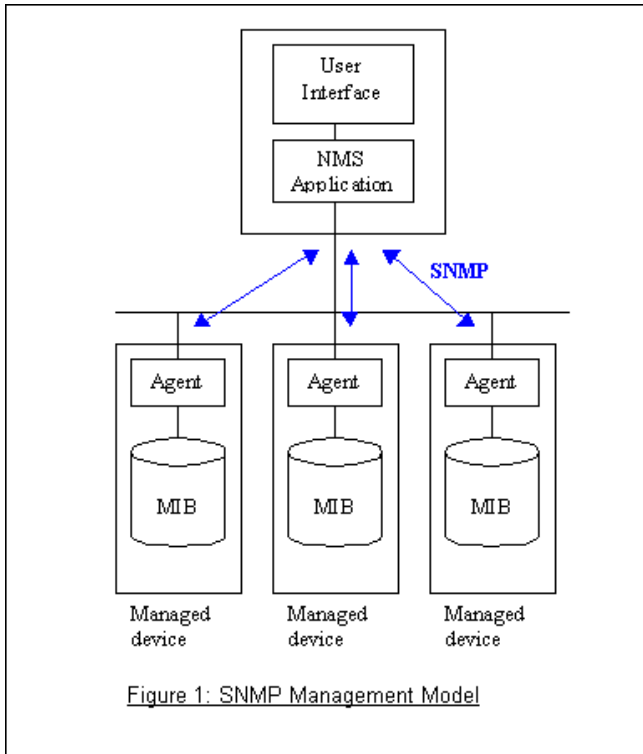 User
Interface
NMS
Application
SNMP
Agent
Agent
Agent
MIB
MIB
MIB
Managed
device
Managed
device
Managed
device
Figure 1: SNMP Management Model